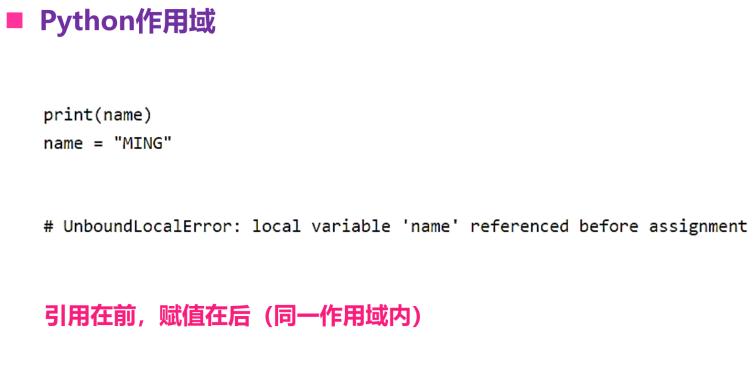 Python作用域
print(name)
name = "MING"
# UnboundLocalError: local variable 'name' referenced before assignment
引用在前，赋值在后（同一作用域内）